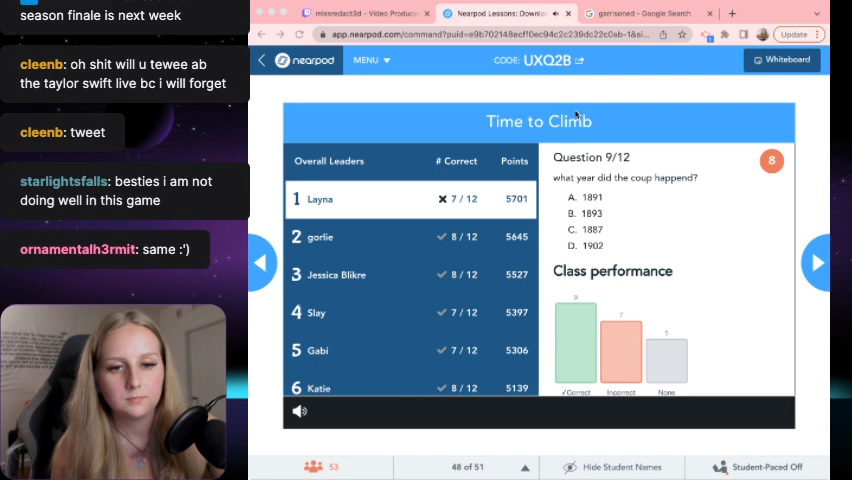 season finale is next week
cleenb: oh shit will u tewee ab
the taylor swift live bc i will forget
cleenb: tweet
starlightsfalls: besties i am not
doing well in this game
ornamentalh3rmit: same :')
missredact3d - Video Produce
Nearpod Lessons: Downl
garrisoned - Google Search
app.nearpod.com/command?puid=e9b702148ecff0ec94c2c239dc22c0ab-1&si...
Update
nearpod
MENU
CODE: UXQ2B
Whiteboard
Time to Climb
Overall Leaders # Correct Points
1 Layna 7 / 12 5701
2 gorlie 8 / 12 5645
3 Jessica Blikre 8 / 12 5527
4 Slay 7 / 12 5397
5 Gabi 7 / 12 5306
6 Katie 8 / 12 5139
Question 9/12
8
what year did the coup happend?
A. 1891
B. 1893
C. 1887
D. 1902
Class performance
9
7
5
✓Correct Incorrect None
53
48 of 51
Hide Student Names
Student-Paced Off